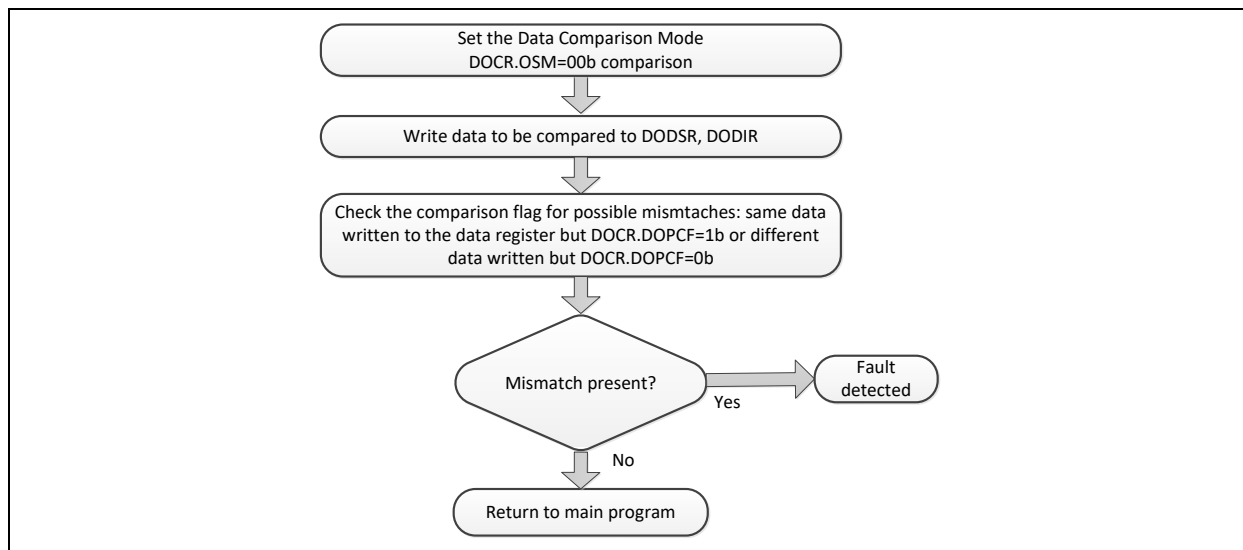 Set the Data Comparison Mode
DOCR.OSM=00b comparison
Write data to be compared to DODSR, DODIR
Check the comparison flag for possible mismtaches: same data
written to the data register but DOCR.DOPCF=1b or different
data written but DOCR.DOPCF=0b
Mismatch present?
Yes
Fault
detected
No
Return to main program